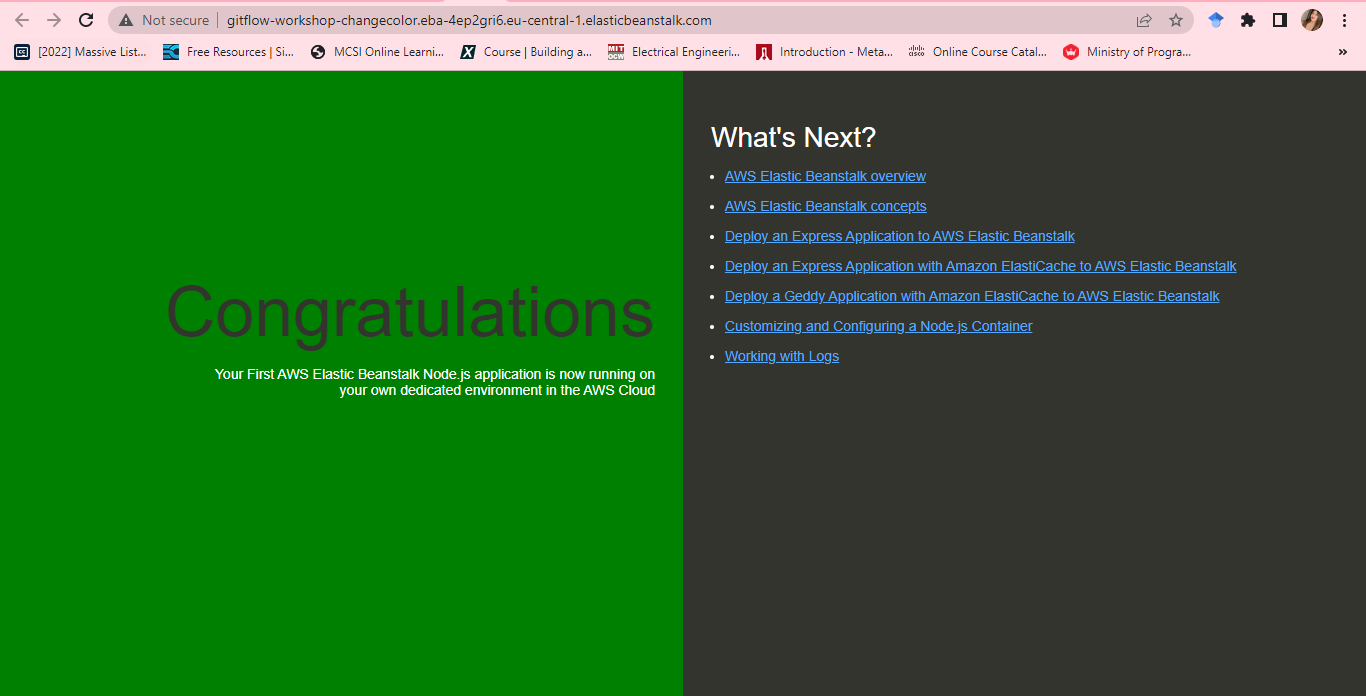 Not secure
gitflow-workshop-changecolor.eba-4ep2gri6.eu-central-1.elasticbeanstalk.com
[2022] Massive List...
Free Resources | Si...
MCSI Online Learni...
Course | Building a...
MIT
OCW
Electrical Engineeri...
Introduction - Meta...
cisco
Online Course Catal...
Ministry of Progra...
»
Congratulations
Your First AWS Elastic Beanstalk Node.js application is now running on
your own dedicated environment in the AWS Cloud
What's Next?
AWS Elastic Beanstalk overview
AWS Elastic Beanstalk concepts
Deploy an Express Application to AWS Elastic Beanstalk
Deploy an Express Application with Amazon ElastiCache to AWS Elastic Beanstalk
Deploy a Geddy Application with Amazon ElastiCache to AWS Elastic Beanstalk
Customizing and Configuring a Node.js Container
Working with Logs